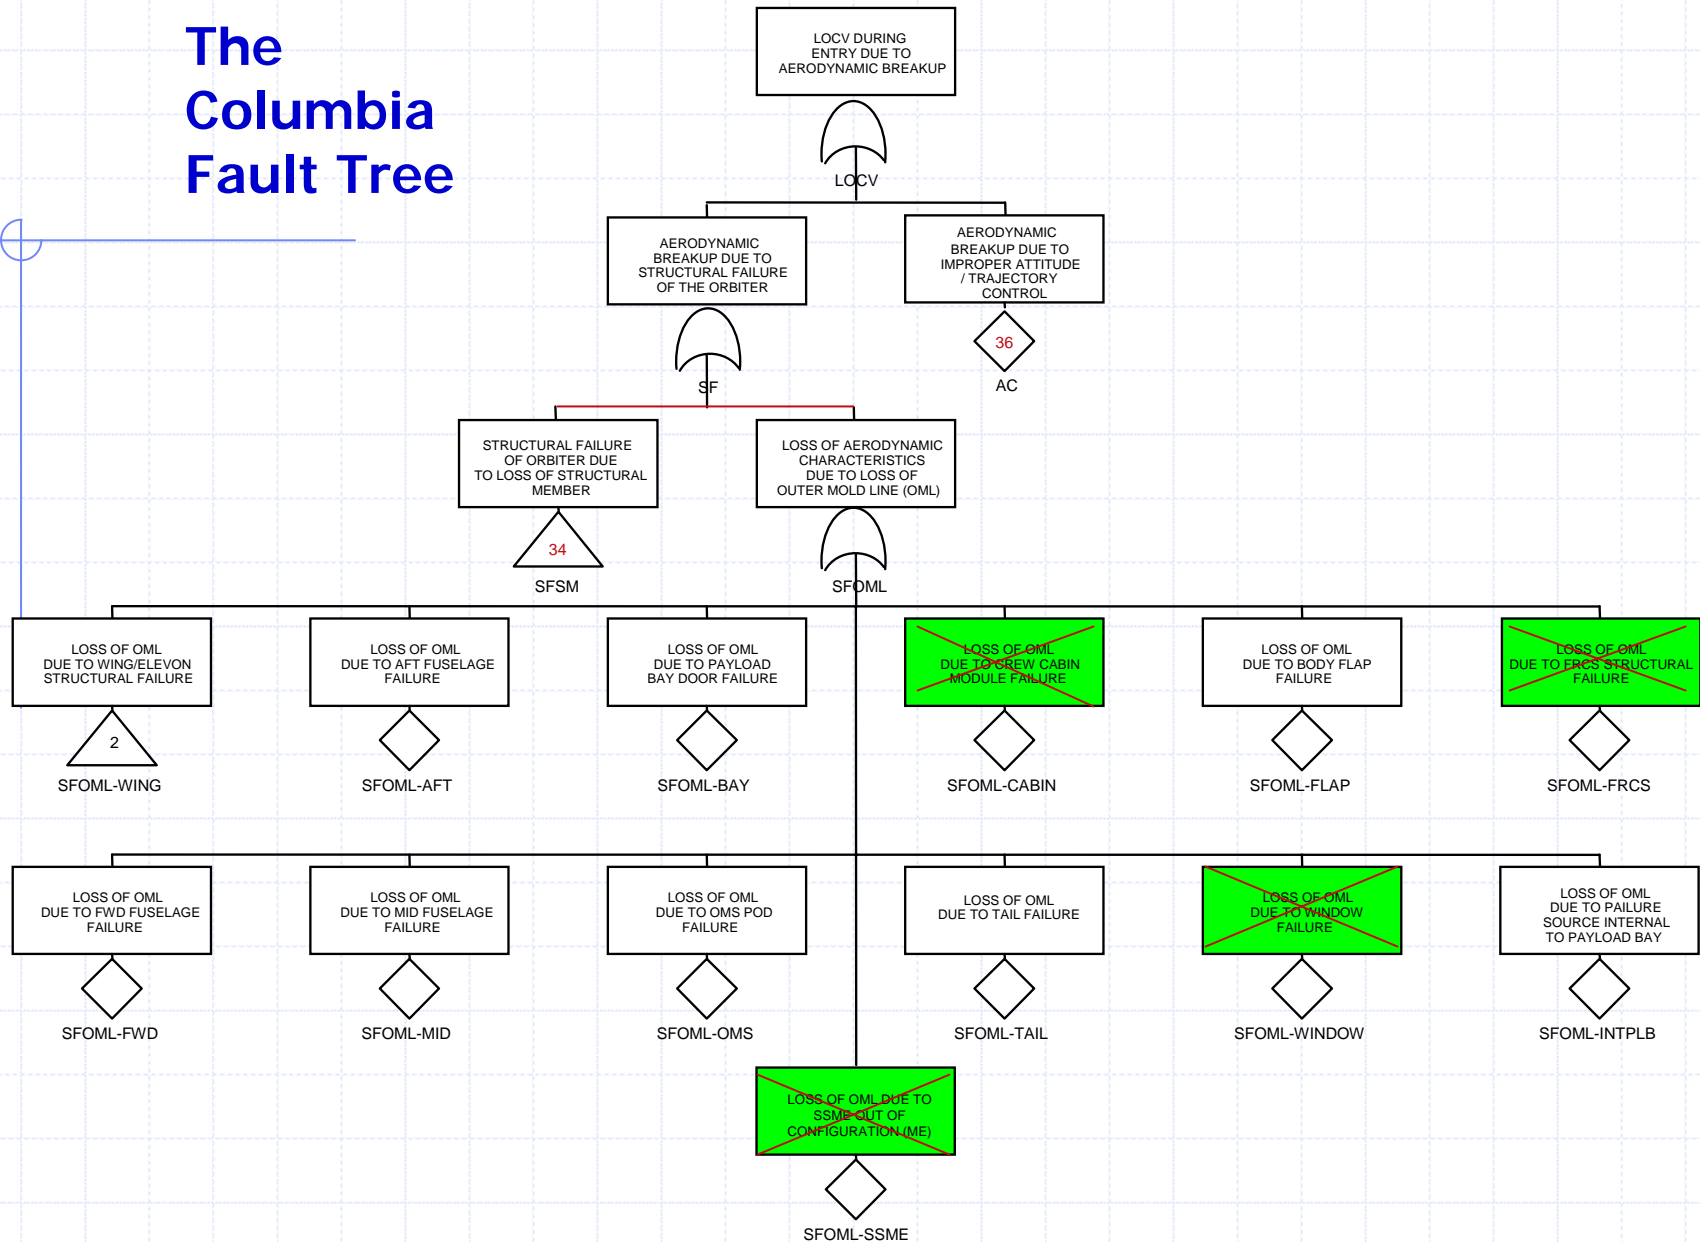 The
Columbia
Fault Tree
LOCV DURING
ENTRY DUE TO
AERODYNAMIC BREAKUP
LOCV
AERODYNAMIC
BREAKUP DUE TO
STRUCTURAL FAILURE
OF THE ORBITER
SF
AERODYNAMIC
BREAKUP DUE TO
IMPROPER ATTITUDE
/ TRAJECTORY
CONTROL
36
AC
STRUCTURAL FAILURE
OF ORBITER DUE
TO LOSS OF STRUCTURAL
MEMBER
34
SFSM
LOSS OF AERODYNAMIC
CHARACTERISTICS
DUE TO LOSS OF
OUTER MOLD LINE (OML)
SFOML
LOSS OF OML
DUE TO WING/ELEVON
STRUCTURAL FAILURE
2
SFOML-WING
LOSS OF OML
DUE TO AFT FUSELAGE
FAILURE
SFOML-AFT
LOSS OF OML
DUE TO PAYLOAD
BAY DOOR FAILURE
SFOML-BAY
LOSS OF OML
DUE TO CREW CABIN
MODULE FAILURE
SFOML-CABIN
LOSS OF OML
DUE TO BODY FLAP
FAILURE
SFOML-FLAP
LOSS OF OML
DUE TO FRCS STRUCTURAL
FAILURE
SFOML-FRCS
LOSS OF OML
DUE TO FWD FUSELAGE
FAILURE
SFOML-FWD
LOSS OF OML
DUE TO MID FUSELAGE
FAILURE
SFOML-MID
LOSS OF OML
DUE TO OMS POD
FAILURE
SFOML-OMS
LOSS OF OML
DUE TO TAIL FAILURE
SFOML-TAIL
LOSS OF OML
DUE TO WINDOW
FAILURE
SFOML-WINDOW
LOSS OF OML
DUE TO PAILURE
SOURCE INTERNAL
TO PAYLOAD BAY
SFOML-INTPLB
LOSS OF OML DUE TO
SSME OUT OF
CONFIGURATION (ME)
SFOML-SSME